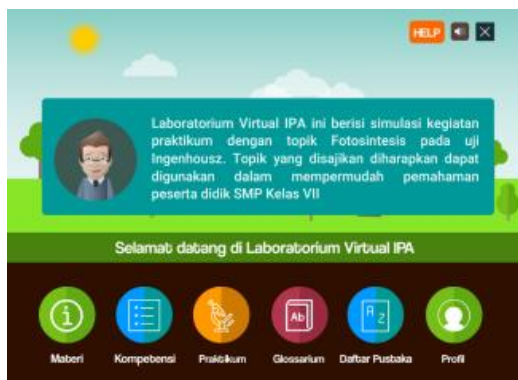 HELP
Laboratorium Virtual IPA ini berisi simulasi kegiatan
praktikum dengan topik Fotosintesis pada uji
Ingenhousz. Topik yang disajikan diharapkan dapat
digunakan dalam mempermudah pemahaman
peserta didik SMP Kelas VII
Selamat datang di Laboratorium Virtual IPA
Ab
A
Z
Materi
Kompetensi
Praktikum
Glossarium
Daftar Pustaka
Profil